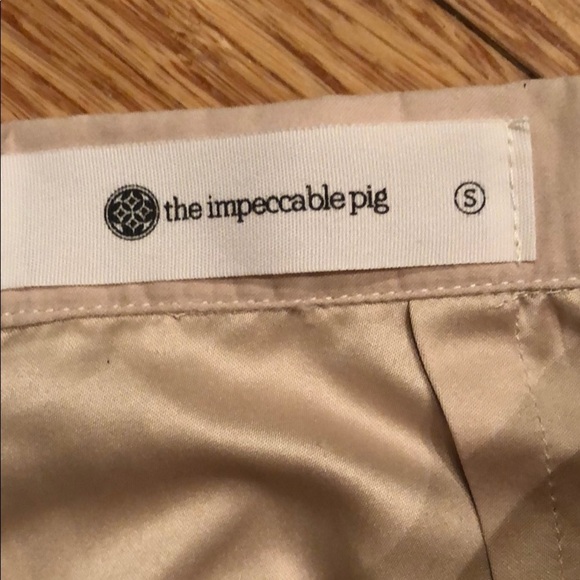 the impeccable pig S